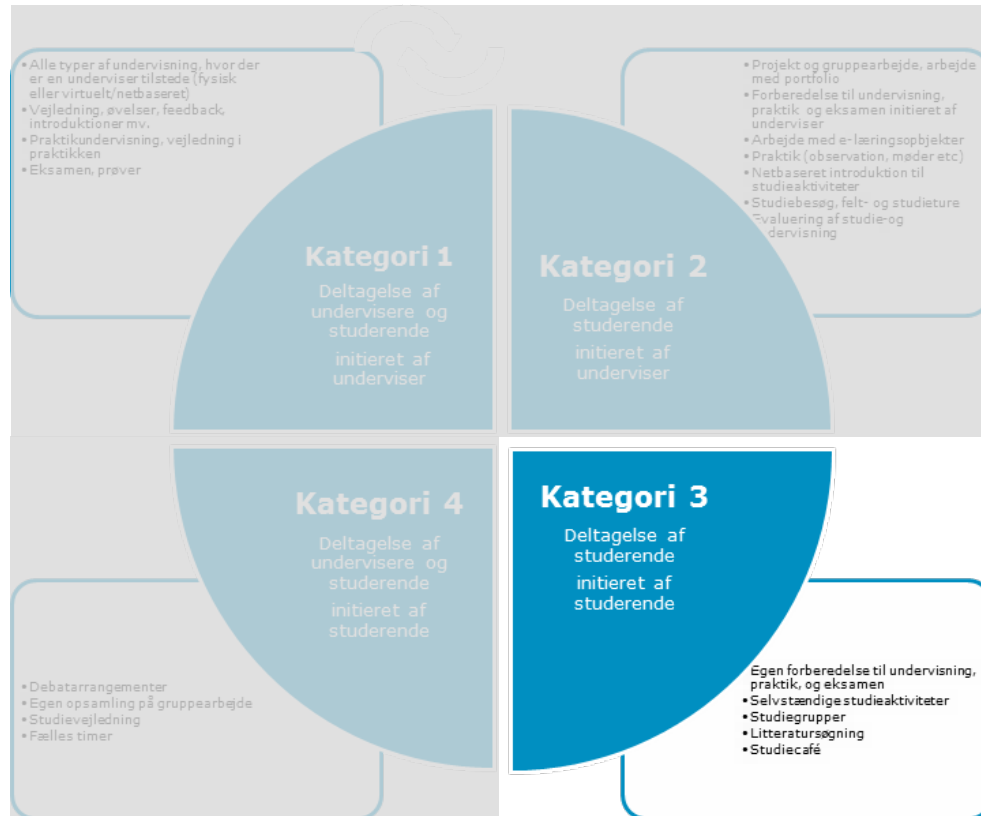 • Alle typer af undervisning, hvor der
er en underviser tilstede (fysisk
eller virtuelt/netbaseret)
• Vejledning, øvelser, feedback,
introduktioner mv.
• Praktikundervisning, vejledning i
praktikken
• Eksamen, prøver
Kategori 1
Deltagelse af
undervisere og
studerende
initieret af
underviser
• Projekt og gruppearbejde, arbejde
med portfolio
• Forberedelse til undervisning,
praktik og eksamen initieret af
underviser
• Arbejde med e-læringsobjekter
• Praktik (observation, møder etc)
• Netbaseret introduktion til
studieaktiviteter
• Studiebesøg, felt- og studieture
Evaluering af studie-og
dervisning
Kategori 2
Deltagelse af
studerende
initieret af
underviser
Kategori 4
Deltagelse af
undervisere og
studerende
initieret af
studerende
• Debatarrangementer
• Egen opsamling på gruppearbejde
• Studievejledning
• Fælles timer
Kategori 3
Deltagelse af
studerende
initieret af
studerende
Egen forberedelse til undervisning,
praktik, og eksamen
• Selvstændige studieaktiviteter
• Studiegrupper
• Litteratursøgning
• Studiecafé